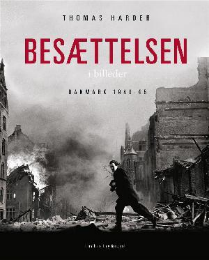 THOMAS HARDER
BESÆTTELSEN
i billeder
DANMARK 1940-45